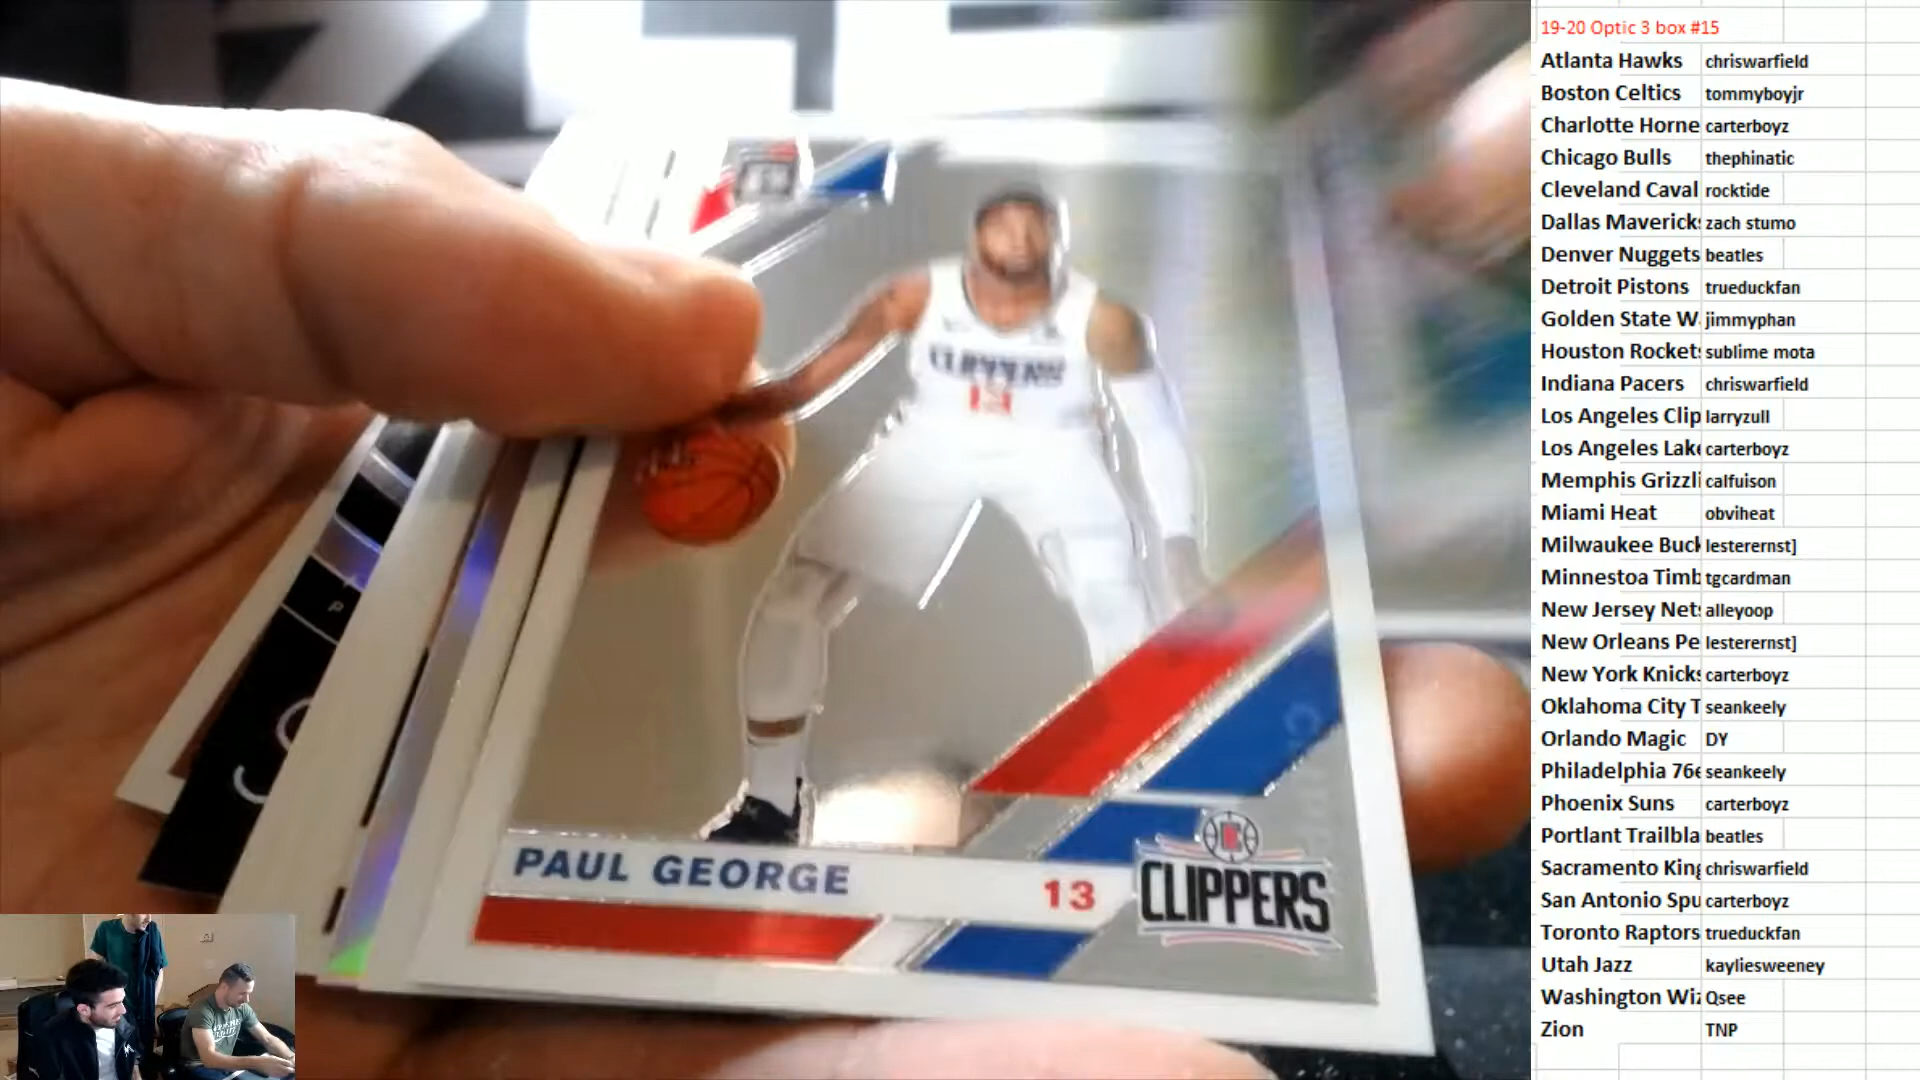 CLIPPERS
13
PAUL GEORGE
13
CLIPPERS
19-20 Optic 3 box #15
Atlanta Hawks chriswarfield
Boston Celtics tommyboyjr
Charlotte Horne carterboyz
Chicago Bulls thephinatic
Cleveland Caval rocktide
Dallas Mavericks zach stumo
Denver Nuggets beatles
Detroit Pistons trueduckfan
Golden State W jimmyphan
Houston Rockets sublime mota
Indiana Pacers chriswarfield
Los Angeles Clip larryzull
Los Angeles Lake carterboyz
Memphis Grizzli calfuison
Miami Heat obviheat
Milwaukee Buck lesterernst]
Minnestoa Timb tgcardman
New Jersey Nets alleyoop
New Orleans Pe lesterernst]
New York Knicks carterboyz
Oklahoma City T seankeely
Orlando Magic DY
Philadelphia 76e seankeely
Phoenix Suns carterboyz
Portlant Trailbla beatles
Sacramento King chriswarfield
San Antonio Spu carterboyz
Toronto Raptors trueduckfan
Utah Jazz kayliesweeney
Washington Wiz Qsee
Zion TNP